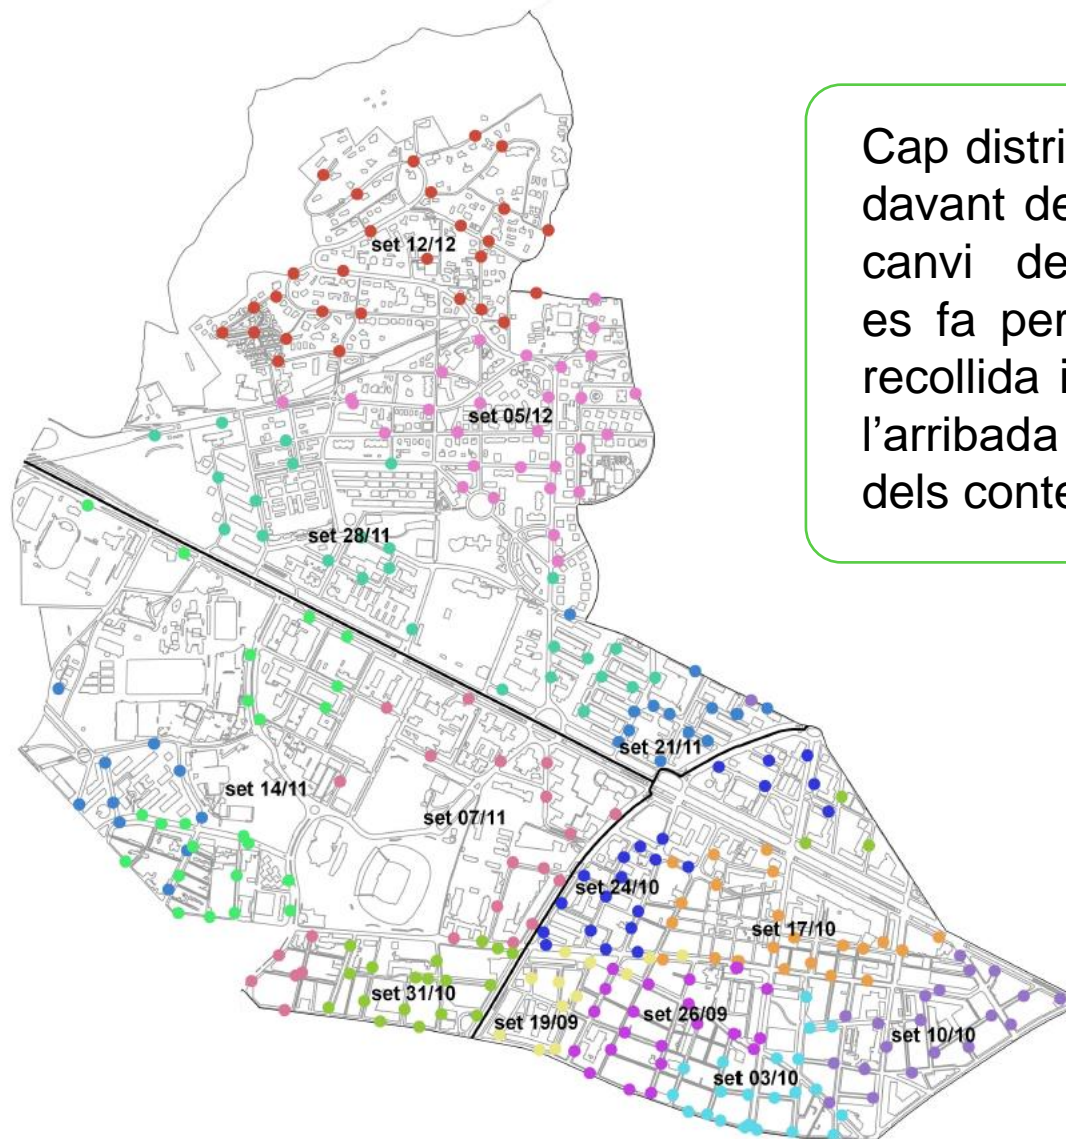 Cap distri
davant de
canvi de
es fa per
recollida i
l’arribada
dels conte
set 12/12
set 05/12
set 28/11
set 21/11
set 14/11
set 07/11
set 24/10
set 17/10
set 31/10
set 19/09
set 26/09
set 10/10
set 03/10